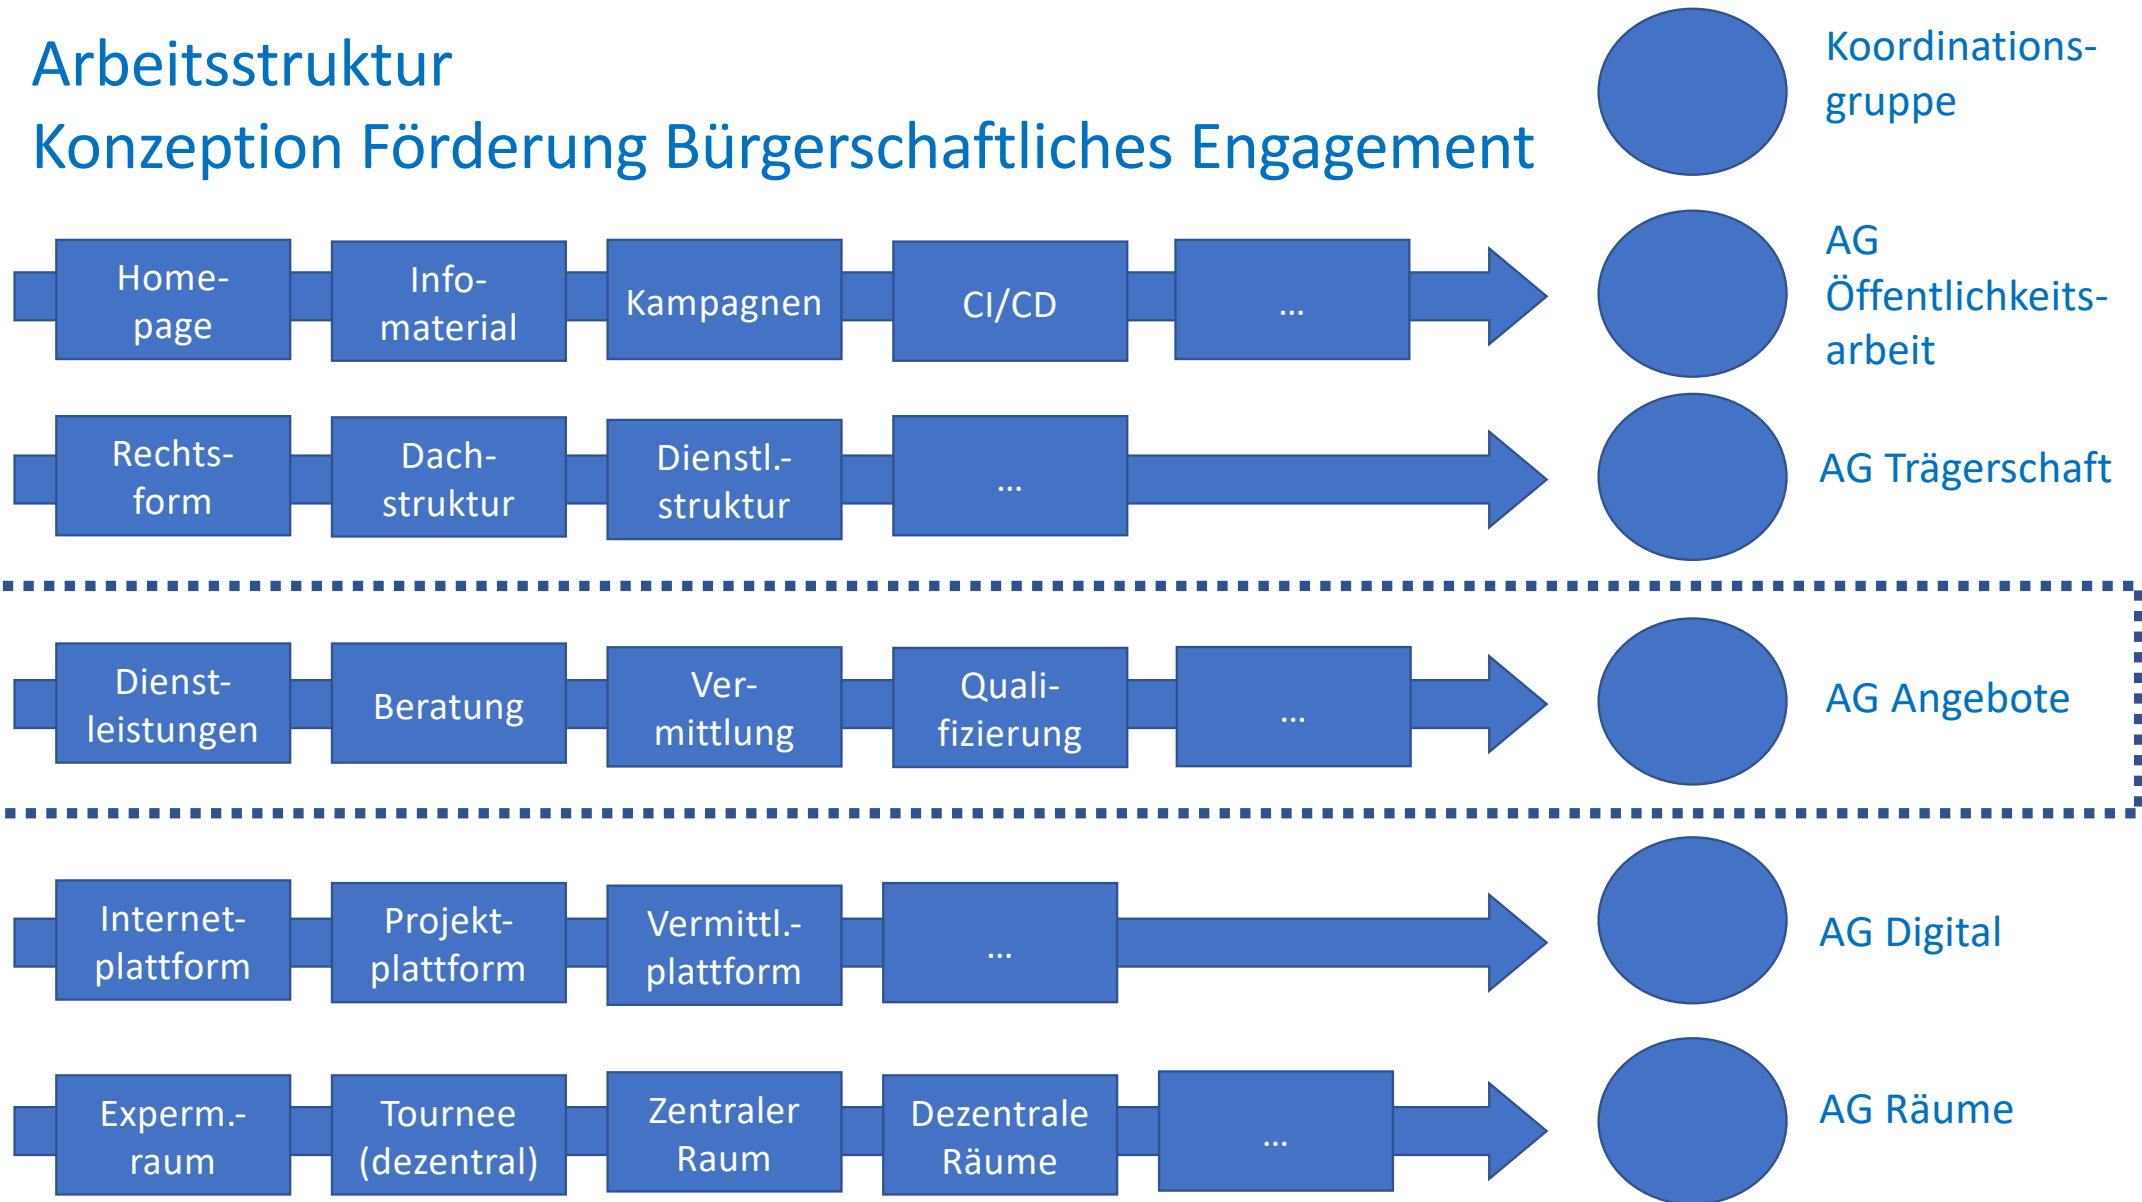 Arbeitsstruktur
Konzeption Förderung Bürgerschaftliches Engagement
Koordinations-
gruppe
Home-
page
Info-
material
Kampagnen
CI/CD
...
AG
Öffentlichkeits-
arbeit
Rechts-
form
Dach-
struktur
Dienstl.-
struktur
...
AG Trägerschaft
Dienst-
leistungen
Beratung
Ver-
mittlung
Quali-
fizierung
...
AG Angebote
Internet-
plattform
Projekt-
plattform
Vermittl.-
plattform
...
AG Digital
Experm.-
raum
Tournee
(dezentral)
Zentraler
Raum
Dezentrale
Räume
...
AG Räume